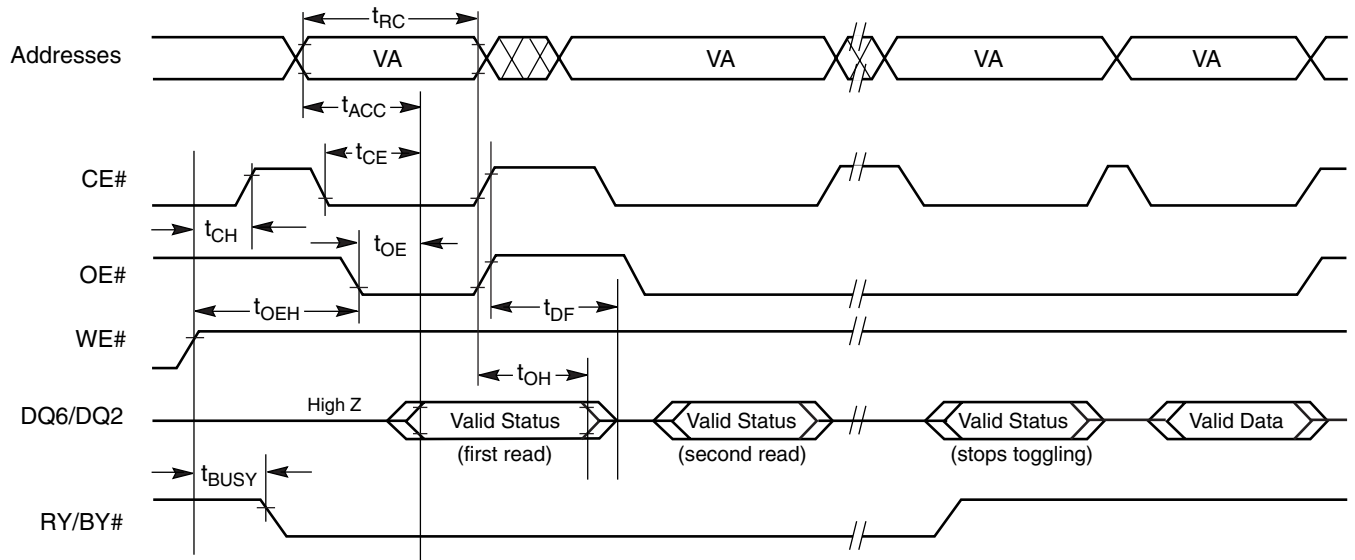 tRC
Addresses VA VA VA VA
tACC
tCE
CE#
tCH
tOE
OE#
tOEH
tDF
WE#
tOH
High Z
DQ6/DQ2 Valid Status Valid Status Valid Status Valid Data
(first read) (second read) (stops toggling)
tBUSY
RY/BY#